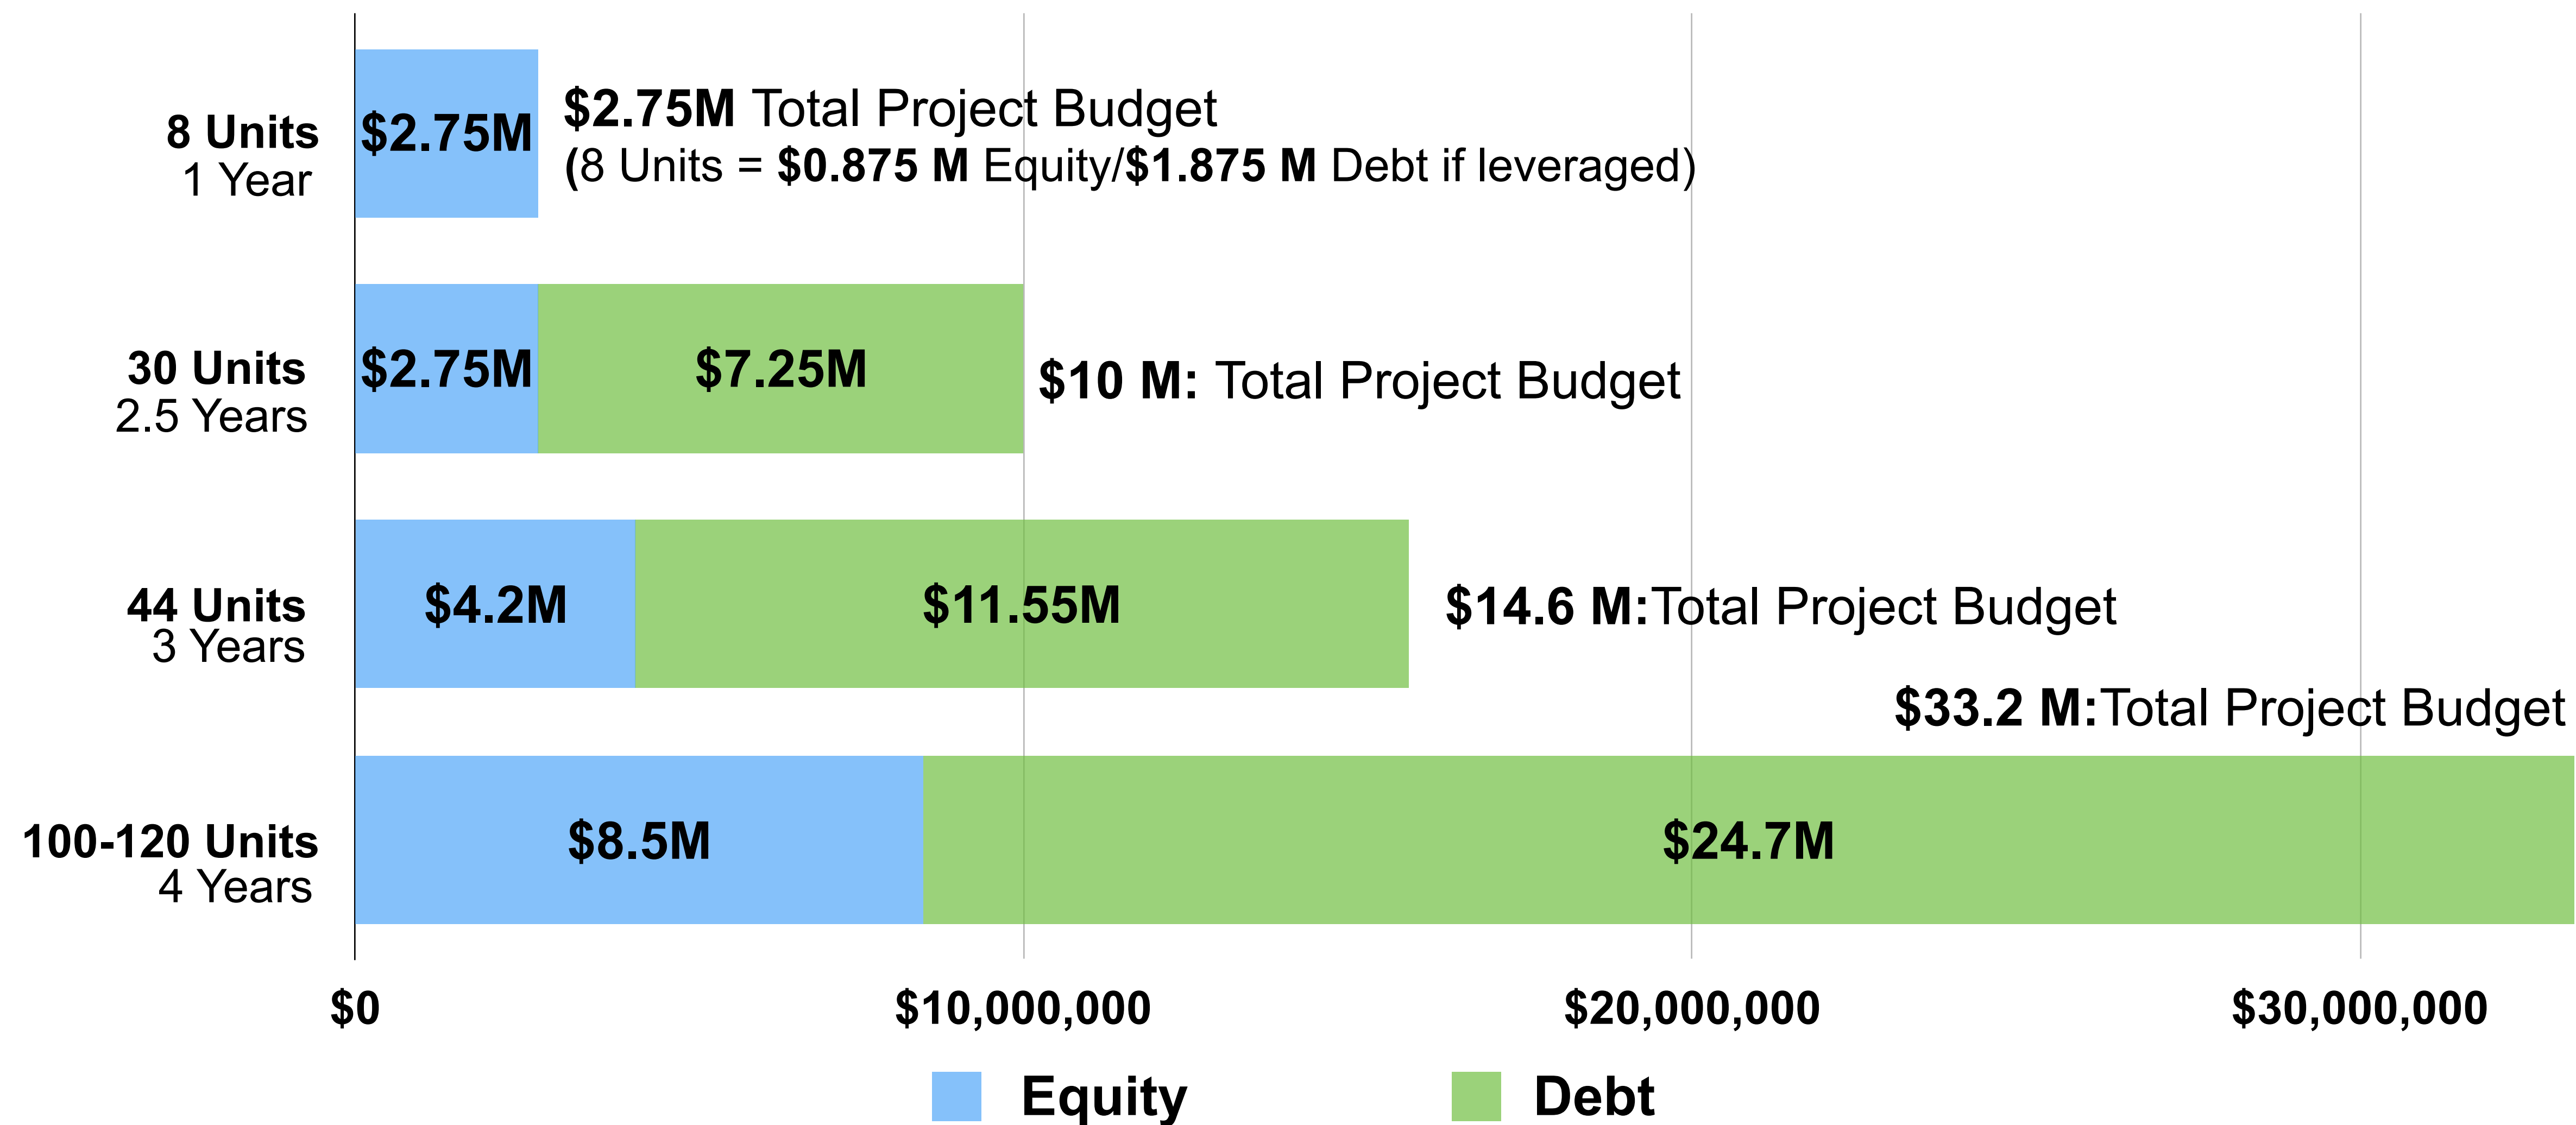 8 Units
1 Year
$2.75M
$2.75M Total Project Budget
(8 Units = $0.875 M Equity/$1.875 M Debt if leveraged)
30 Units
2.5 Years
$2.75M
$7.25M
$10 M: Total Project Budget
44 Units
3 Years
$4.2M
$11.55M
$14.6 M:Total Project Budget
$33.2 M:Total Project Budget
100-120 Units
4 Years
$8.5M
$24.7M
$0
$10,000,000
$20,000,000
$30,000,000
Equity
Debt